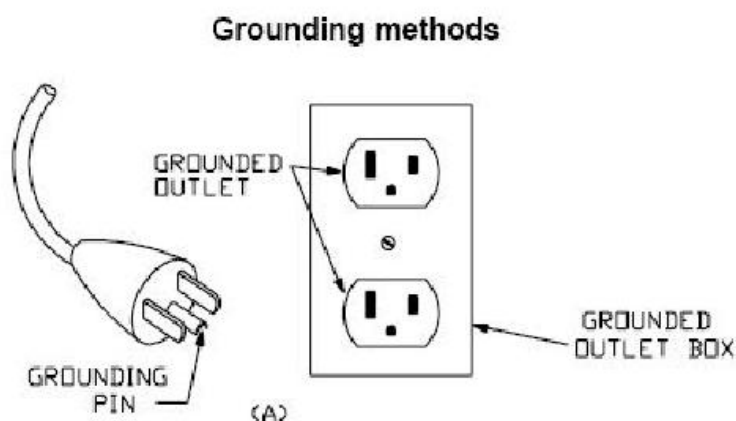 Grounding methods
GROUNDED
OUTLET
GROUNDED
OUTLET BOX
GROUNDING
PIN
(A)